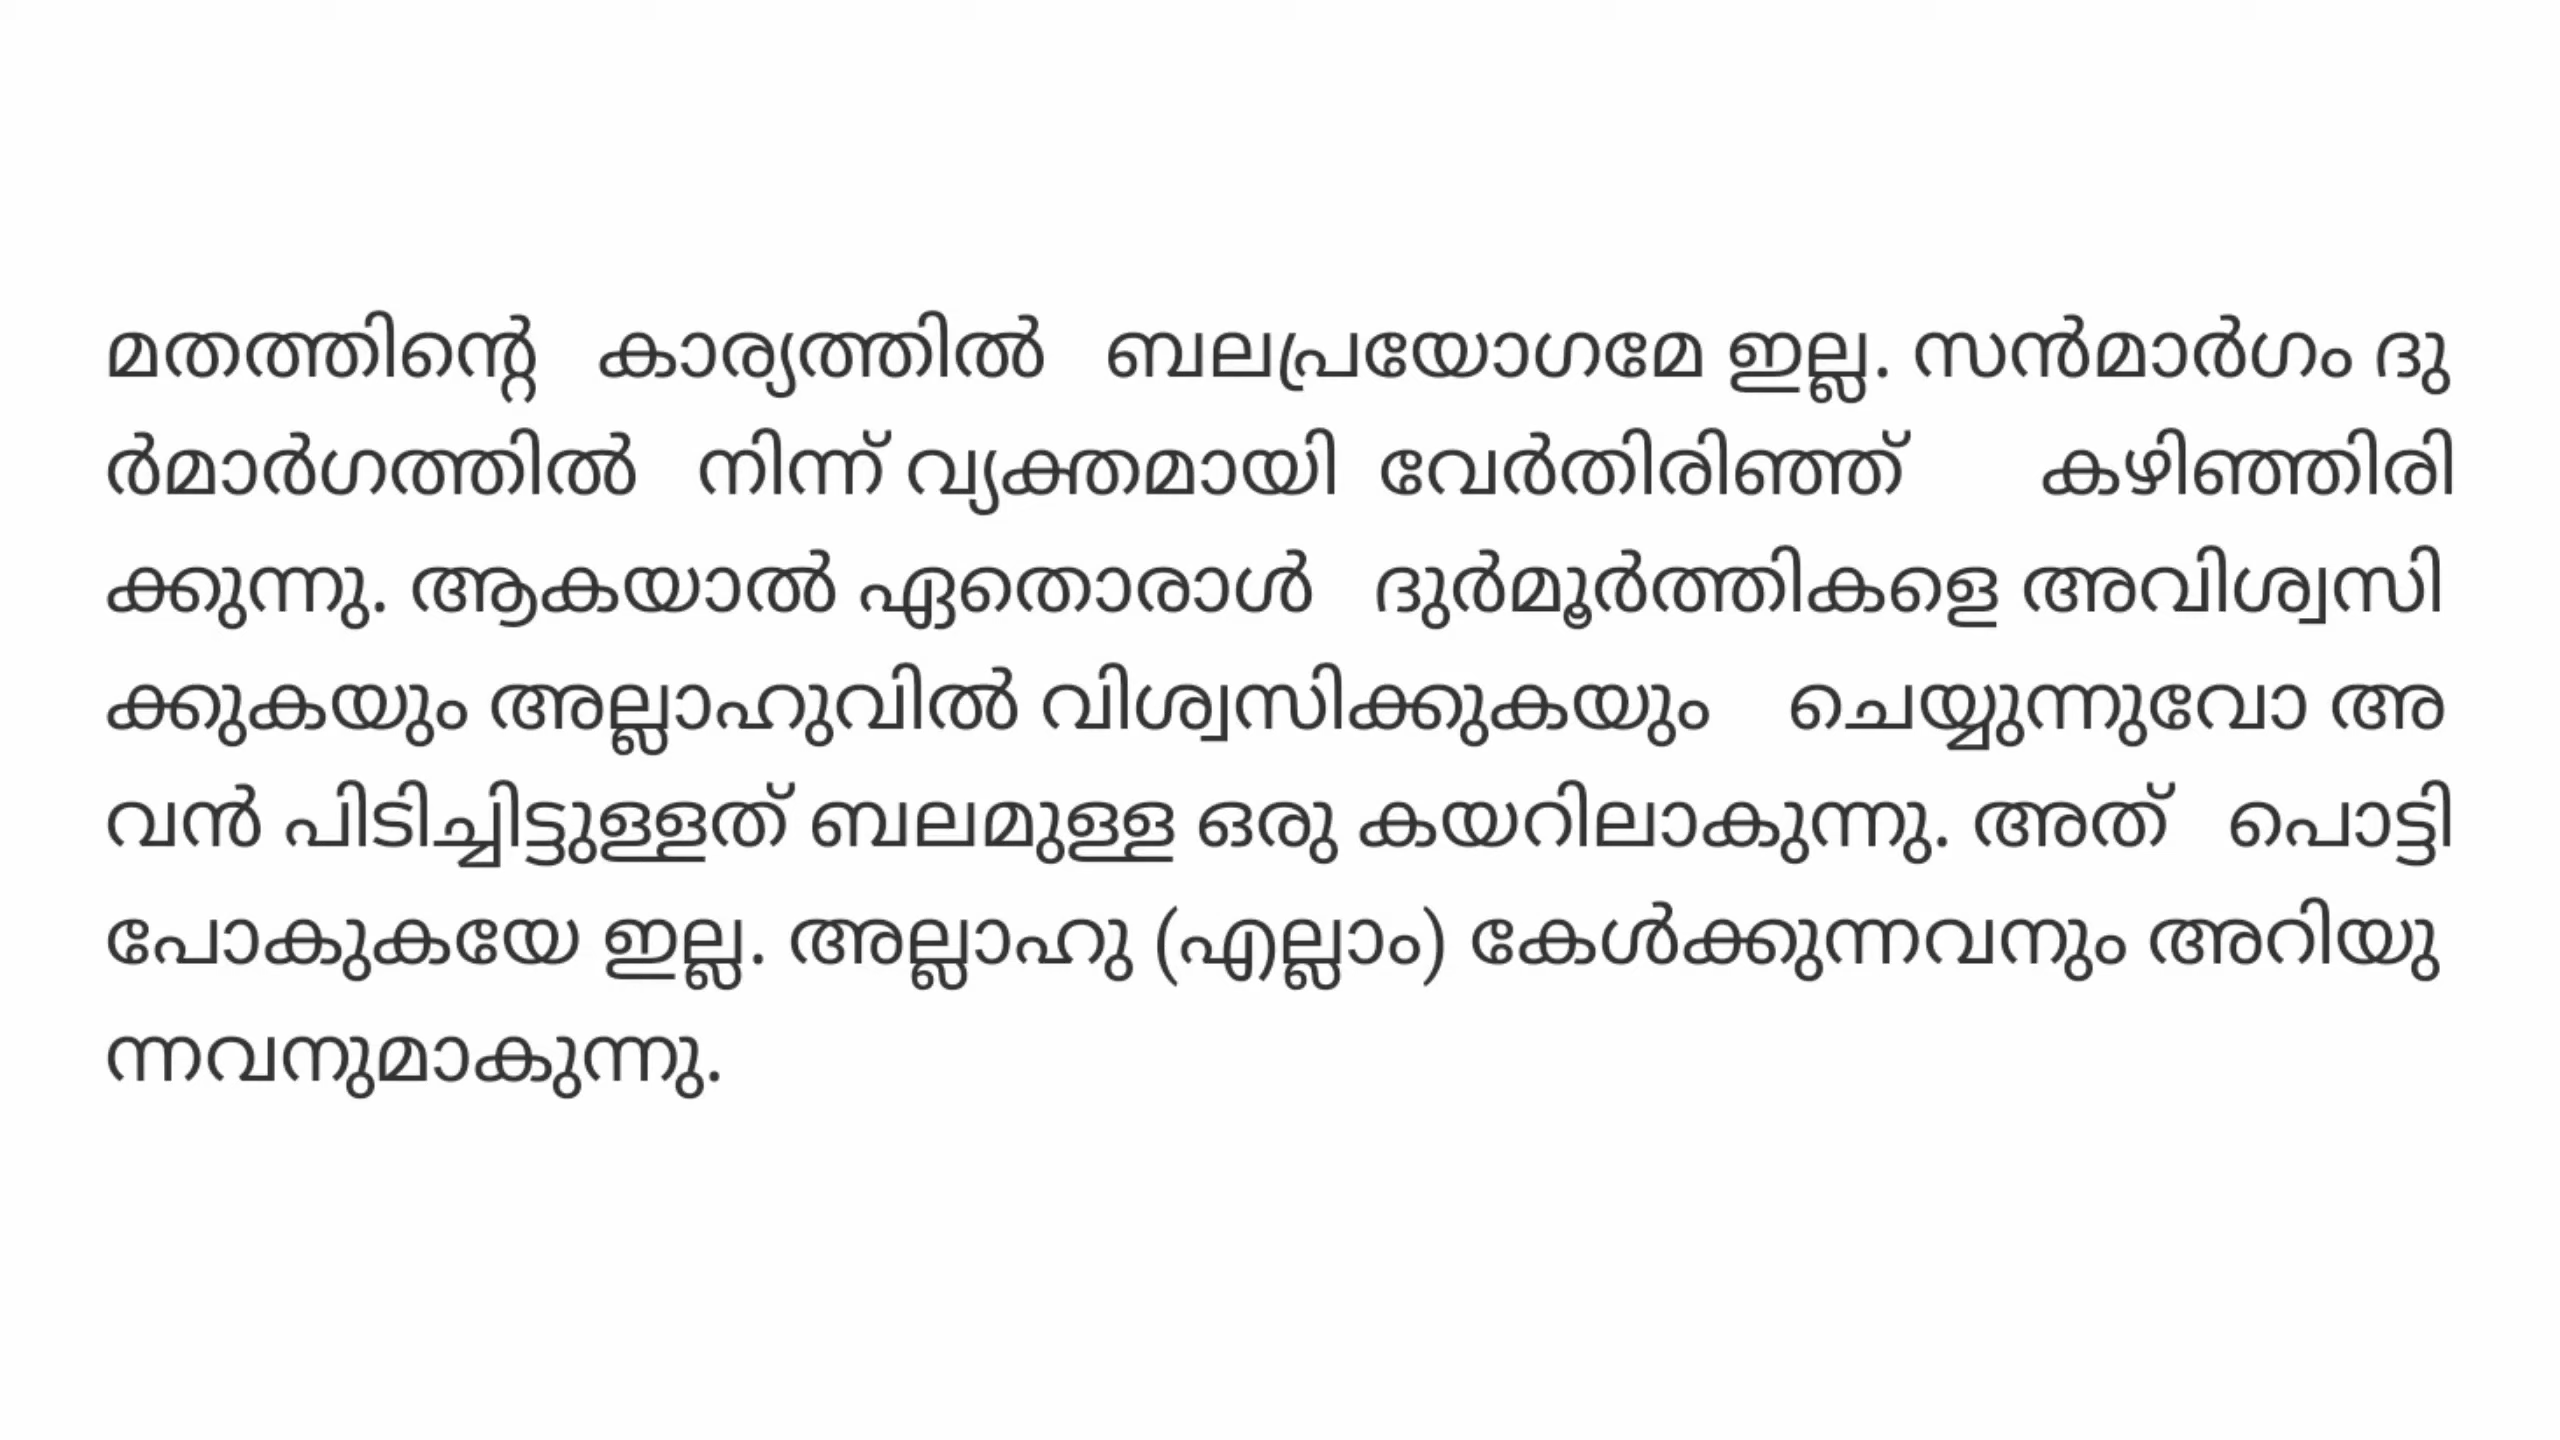 മതത്തിന്റെ കാര്യത്തിൽ ബലപ്രയോഗമേ ഇല്ല. സൻമാർഗം ദു
ർമാർഗത്തിൽ നിന്ന് വ്യക്തമായി വേർതിരിഞ്ഞ് കഴിഞ്ഞിരി
ക്കുന്നു. ആകയാൽ ഏതൊരാൾ ദുർമൂർത്തികളെ അവിശ്വസി
ക്കുകയും അല്ലാഹുവിൽ വിശ്വസിക്കുകയും ചെയ്യുന്നുവോ അ
വൻ പിടിച്ചിട്ടുള്ളത് ബലമുള്ള ഒരു കയറിലാകുന്നു. അത് പൊട്ടി
പോകുകയേ ഇല്ല. അല്ലാഹു (എല്ലാം) കേൾക്കുന്നവനും അറിയു
ന്നവനുമാകുന്നു.